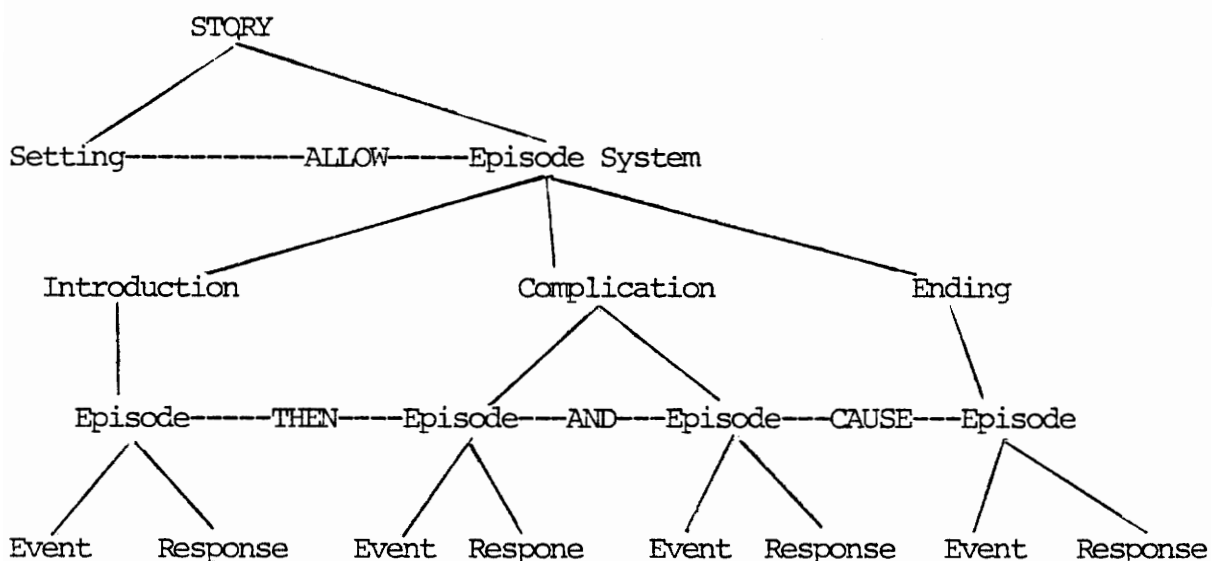 STORY
Setting------------ALLOW-----Episode System
Introduction Complication Ending
Episode-----THEN----Episode---AND---Episode---CAUSE---Episode
Event Response Event Respone Event Response Event Response